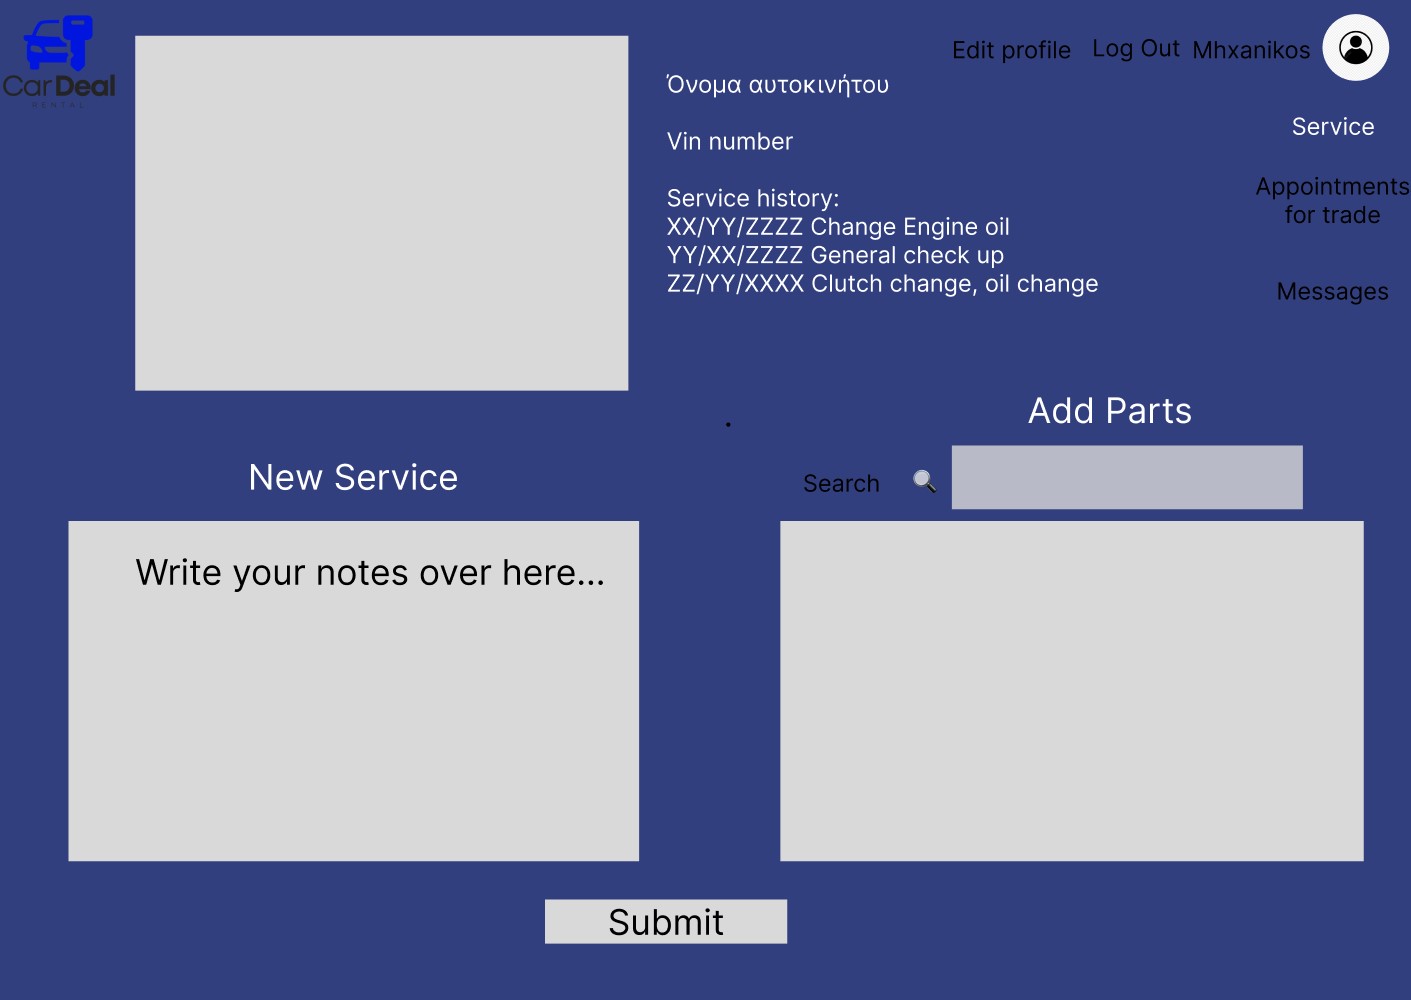 CarDeal
RENTAL
Edit profile
Log Out
Mhxanikos
Όνομα αυτοκινήτου
Vin number
Service history:
XX/YY/ZZZZ Change Engine oil
YY/XX/ZZZZ General check up
ZZ/YY/XXXX Clutch change, oil change
Service
Appointments
for trade
Messages
Add Parts
Search
New Service
Write your notes over here...
Submit